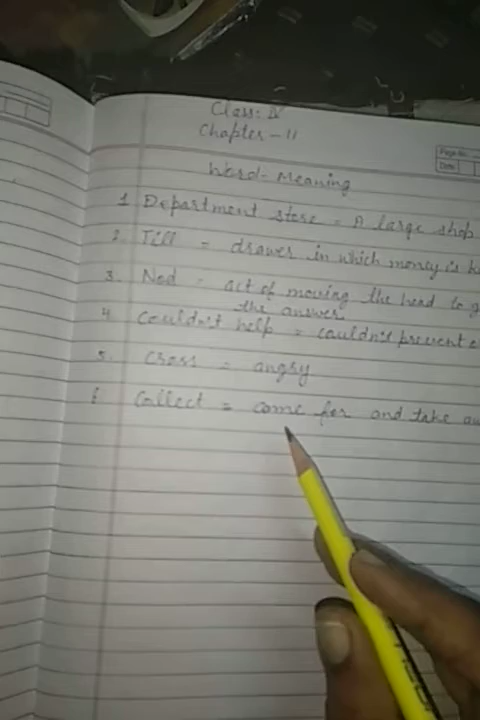 Class: IV
Chapter - 11
Page No.
Date
Word - Meaning
1 Department store = A large shop
2. Till = drawer in which money is
3. Nod = act of moving the head to
the answer.
4. Couldn't help = couldn't prevent
5. Cross = angry
6. Collect = come for and take